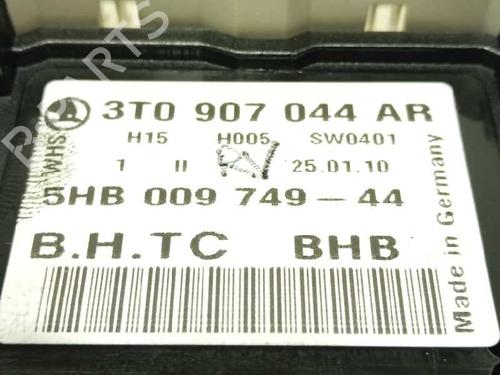 3T0 907 044 AR
H15 H005 SW0401
1 II 25.01.10
5HB 009 749-44
B.H.TC BHB
Made in Germany